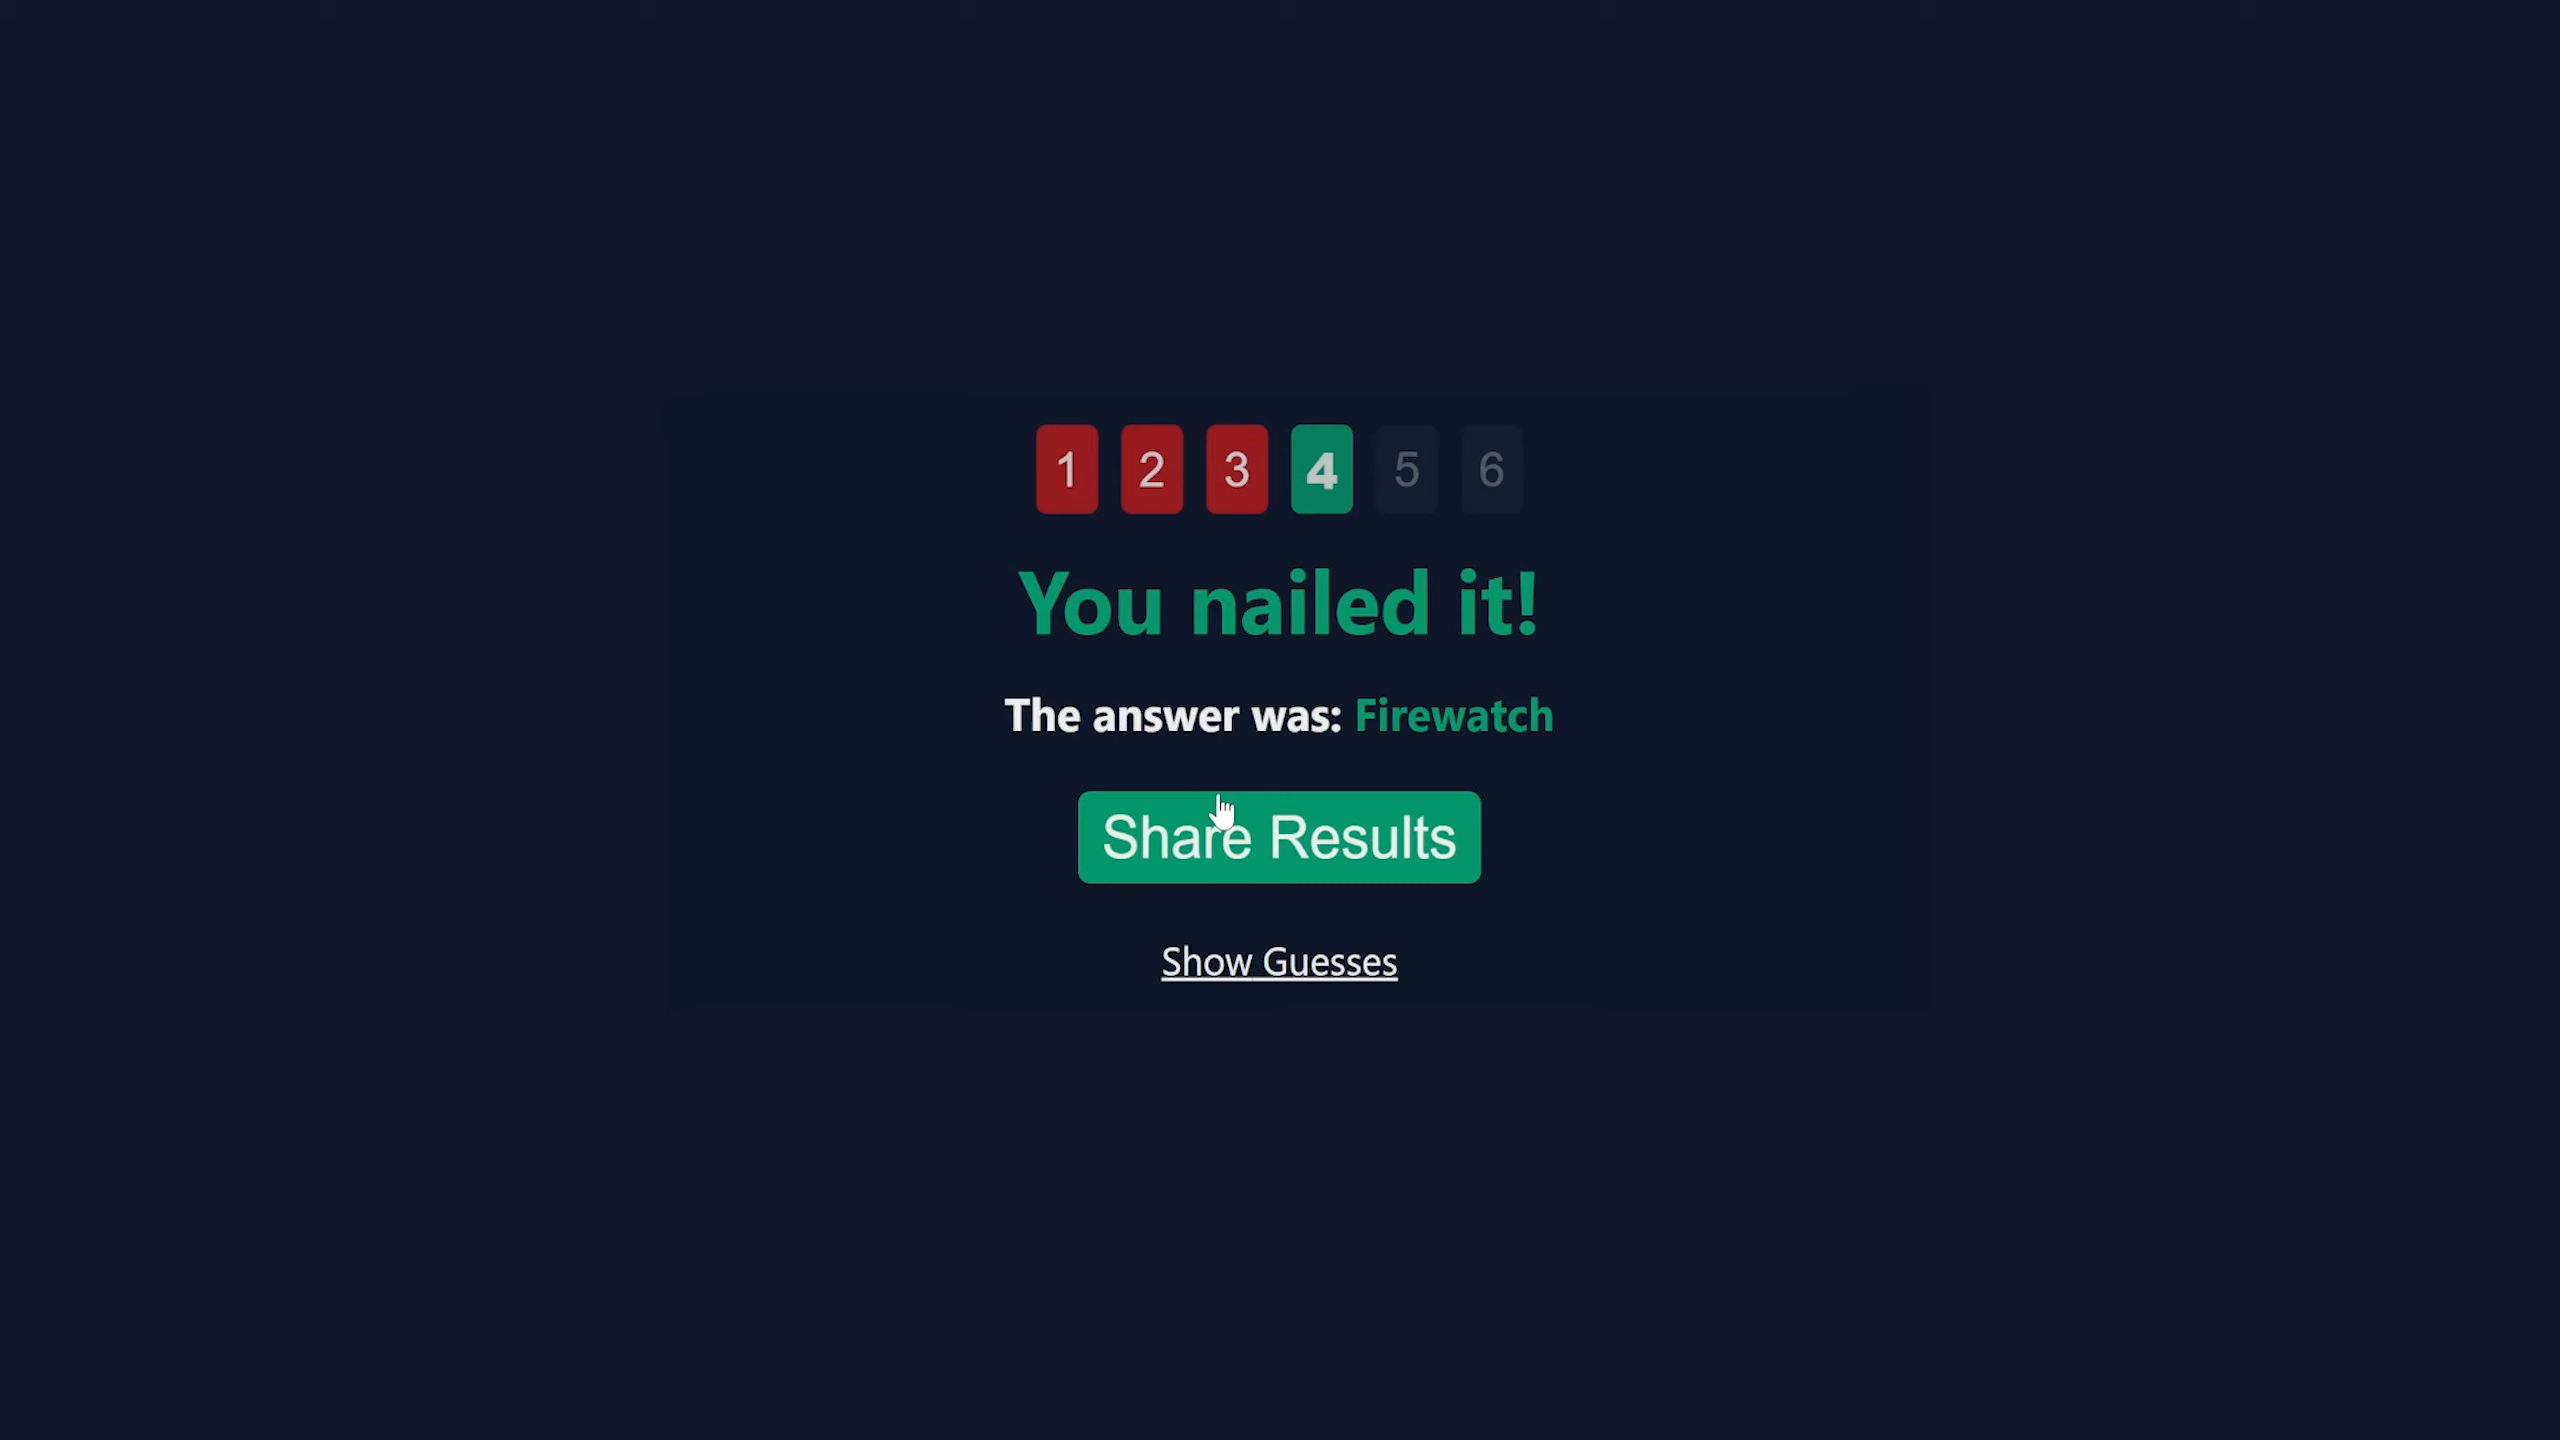 1 2 3 4 5 6
You nailed it!
The answer was: Firewatch
Share Results
Show Guesses